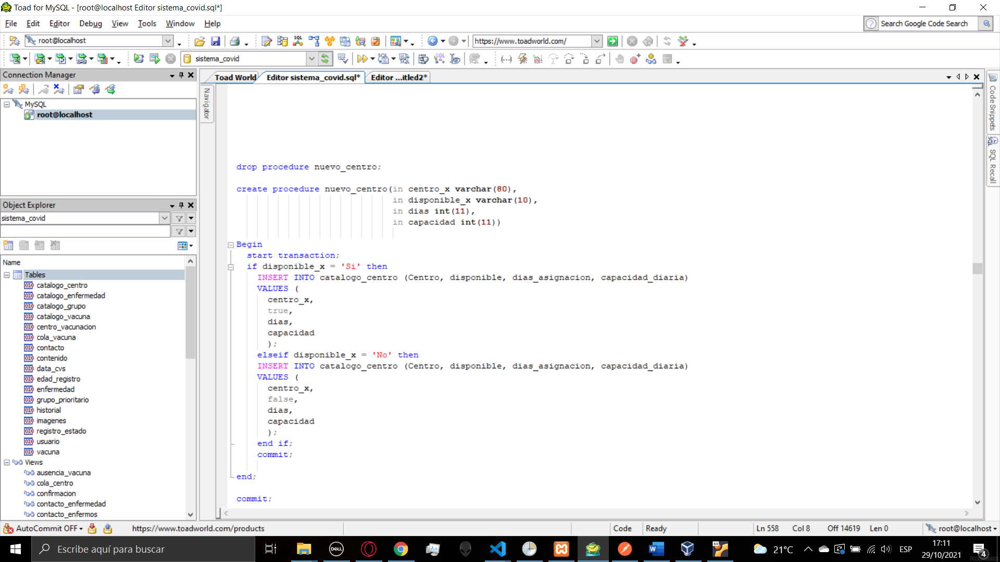 Toad for MySQL - [root@localhost Editor sistema_covid.sql*]
File Edit Editor Debug View Tools Window Help
Search Google Code Search
root@localhost
SQL
https://www.toadworld.com/
sistema_covid
Connection Manager
MySQL
root@localhost
Object Explorer
sistema_covid
Name
Tables
catalogo_centro
catalogo_enfermedad
catalogo_grupo
catalogo_vacuna
centro_vacunacion
cola_vacuna
contacto
contenido
data_cvs
edad_registro
enfermedad
grupo_prioritario
historial
imagenes
registro_estado
usuario
vacuna
Views
ausencia_vacuna
cola_centro
confirmacion
contacto_enfermedad
contacto_enfermos
Toad World
Editor sistema_covid.sql*
Editor ...itled2*
Navigator
drop procedure nuevo_centro;
create procedure nuevo_centro(in centro_x varchar(80),
in disponible_x varchar(10),
in dias int(11),
in capacidad int(11))
Begin
start transaction;
if disponible_x = 'Si' then
INSERT INTO catalogo_centro (Centro, disponible, dias_asignacion, capacidad_diaria)
VALUES (
centro_x,
true,
dias,
capacidad
);
elseif disponible_x = 'No' then
INSERT INTO catalogo_centro (Centro, disponible, dias_asignacion, capacidad_diaria)
VALUES (
centro_x,
false,
dias,
capacidad
);
end if;
commit;
end;
commit;
Code Snippets
SQL Recall
AutoCommit OFF
https://www.toadworld.com/products
Code
Ready
Ln 558 Col 8 Off 14619 Len 0
root@localhost
Escribe aquí para buscar
DELL
64
21°C
ESP
17:11
29/10/2021
4